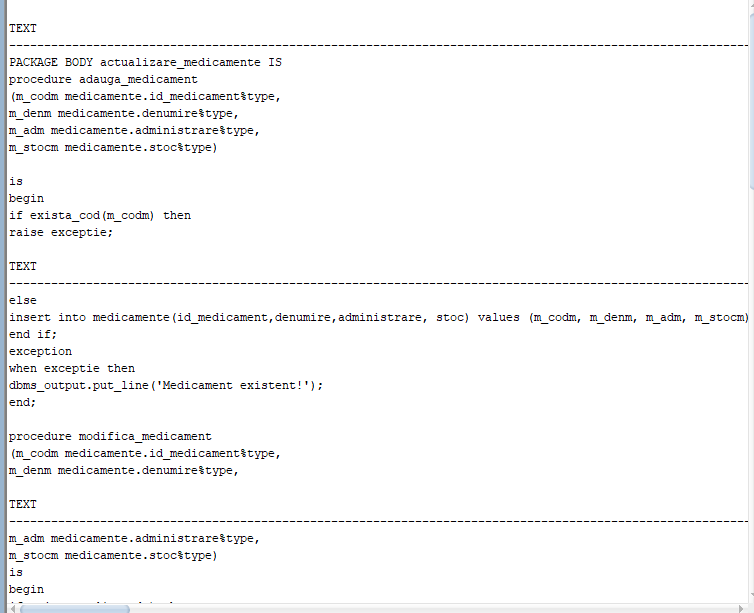 TEXT
--------------------------------------------------------------------------------
PACKAGE BODY actualizare_medicamente IS
procedure adauga_medicament
(m_codm medicamente.id_medicament%type,
m_denm medicamente.denumire%type,
m_adm medicamente.administrare%type,
m_stocm medicamente.stoc%type)
is
begin
if exista_cod(m_codm) then
raise exceptie;
TEXT
--------------------------------------------------------------------------------
else
insert into medicamente(id_medicament,denumire,administrare, stoc) values (m_codm, m_denm, m_adm, m_stocm)
end if;
exception
when exceptie then
dbms_output.put_line('Medicament existent!');
end;
procedure modifica_medicament
(m_codm medicamente.id_medicament%type,
m_denm medicamente.denumire%type,
TEXT
--------------------------------------------------------------------------------
m_adm medicamente.administrare%type,
m_stocm medicamente.stoc%type)
is
begin